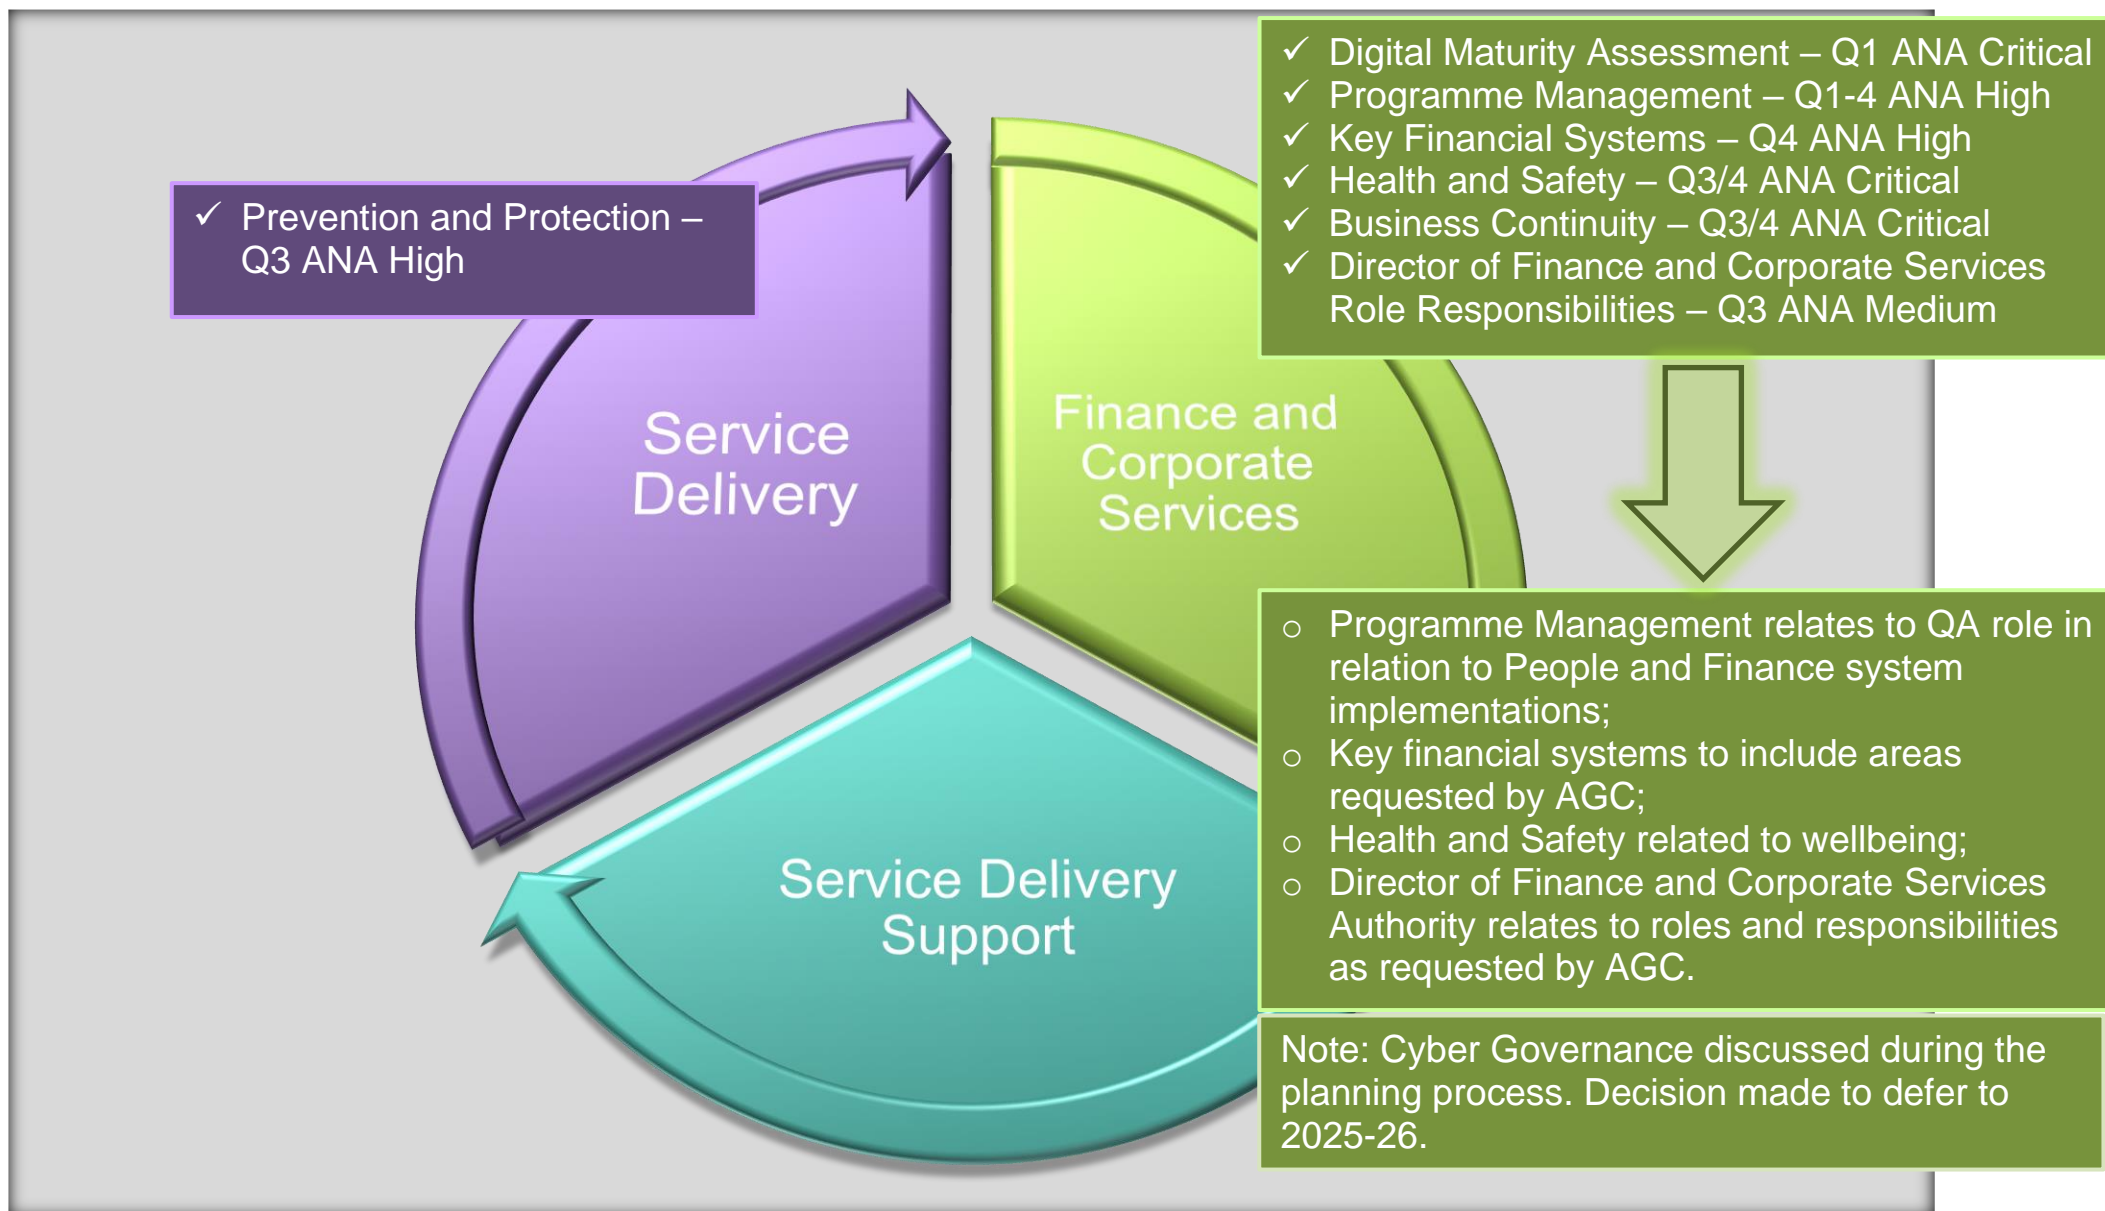 ✓ Prevention and Protection –
Q3 ANA High
Service
Delivery
Finance and
Corporate
Services
Service Delivery
Support
✓ Digital Maturity Assessment – Q1 ANA Critical
✓ Programme Management – Q1-4 ANA High
✓ Key Financial Systems – Q4 ANA High
✓ Health and Safety – Q3/4 ANA Critical
✓ Business Continuity – Q3/4 ANA Critical
✓ Director of Finance and Corporate Services
Role Responsibilities – Q3 ANA Medium
o Programme Management relates to QA role in
relation to People and Finance system
implementations;
o Key financial systems to include areas
requested by AGC;
o Health and Safety related to wellbeing;
o Director of Finance and Corporate Services
Authority relates to roles and responsibilities
as requested by AGC.
Note: Cyber Governance discussed during the
planning process. Decision made to defer to
2025-26.